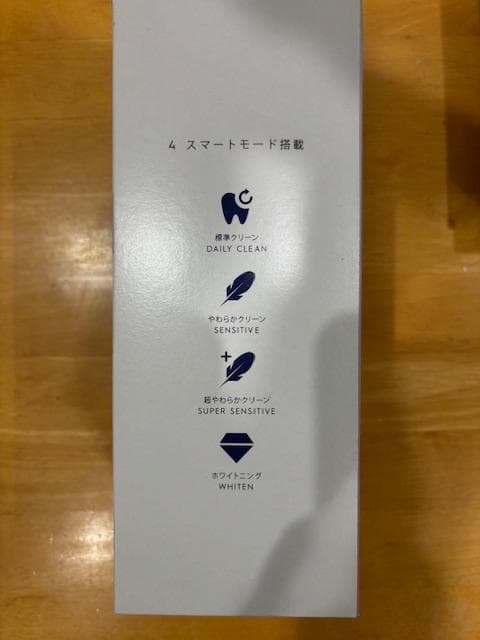 4 スマートモード搭載
標準クリーン
DAILY CLEAN
やわらかクリーン
SENSITIVE
超やわらかクリーン
SUPER SENSITIVE
ホワイトニング
WHITEN